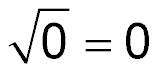 √0 = 0